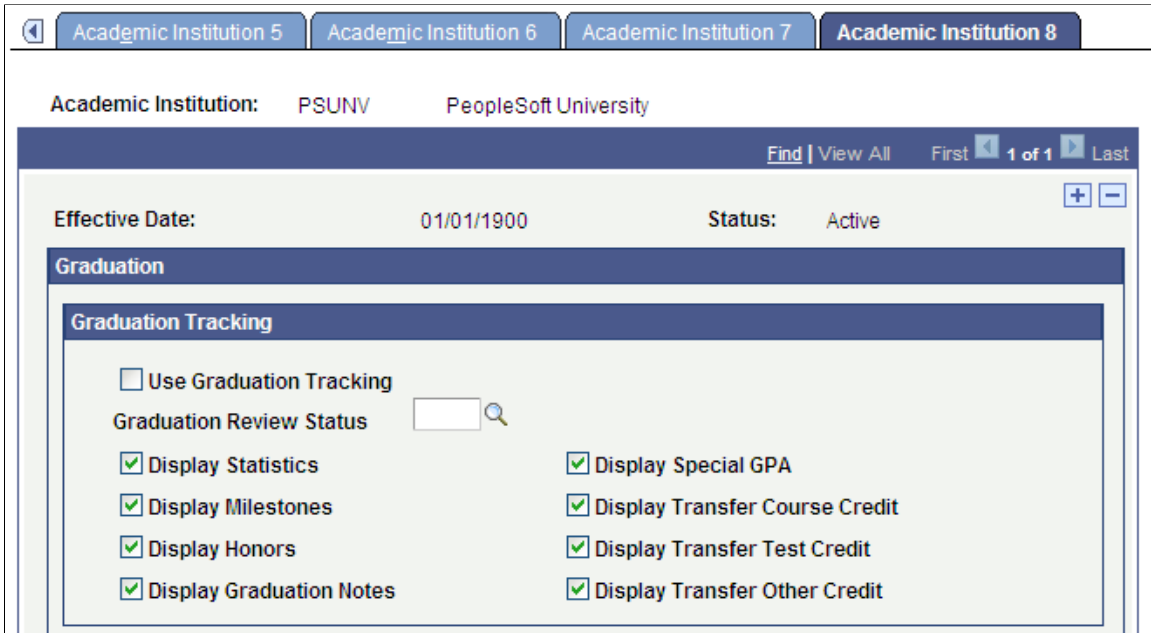 Academic Institution 5 Academic Institution 6 Academic Institution 7 Academic Institution 8
Academic Institution: PSUNV PeopleSoft University
Find | View All First 1 of 1 Last
Effective Date: 01/01/1900 Status: Active
Graduation
Graduation Tracking
Use Graduation Tracking
Graduation Review Status
Display Statistics Display Special GPA
Display Milestones Display Transfer Course Credit
Display Honors Display Transfer Test Credit
Display Graduation Notes Display Transfer Other Credit